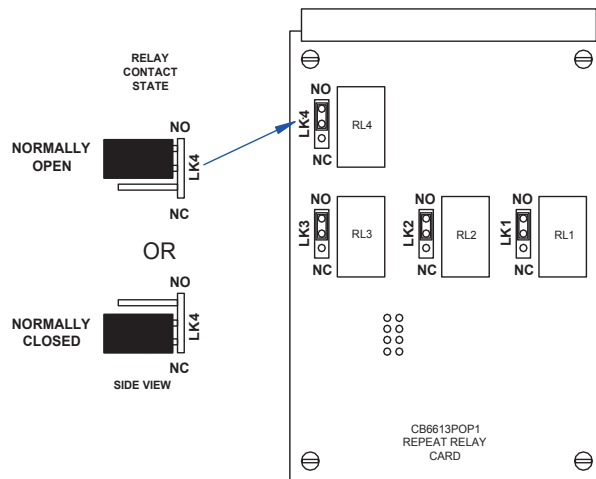 RELAY
CONTACT
STATE
NO
NORMALLY
OPEN
LK4
NC
OR
NO
NORMALLY
CLOSED
LK4
NC
SIDE VIEW
NO
LK4
RL4
NC
NO
LK3
RL3
NC
NO
LK2
RL2
NC
NO
LK1
RL1
NC
CB6613POP1
REPEAT RELAY
CARD